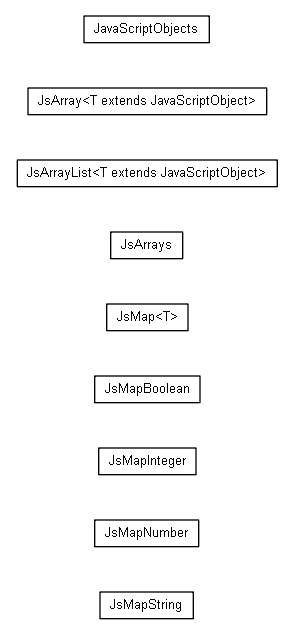 JavaScriptObjects
JsArray<T extends JavaScriptObject>
JsArrayList<T extends JavaScriptObject>
JsArrays
JsMap<T>
JsMapBoolean
JsMapInteger
JsMapNumber
JsMapString